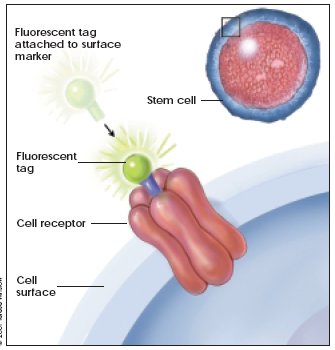 Fluorescent tag
attached to surface
marker
Stem cell
Fluorescent
tag
Cell receptor
Cell
surface